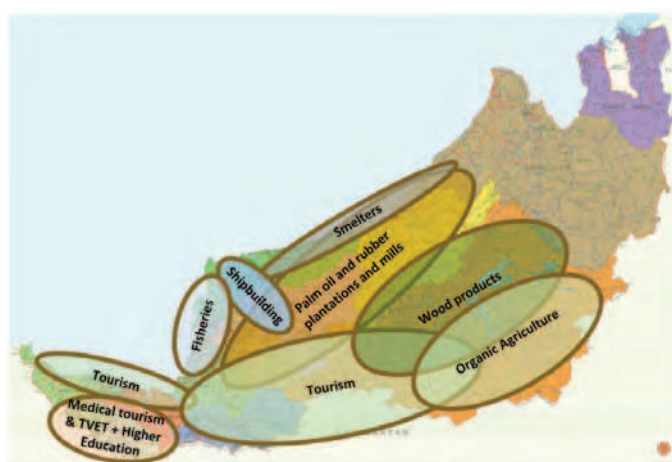 Smelters
Palm oil and rubber
plantations and mills
Shipbuilding
Fisheries
Wood products
Organic Agriculture
Tourism
Tourism
Medical tourism
& TVET + Higher
Education